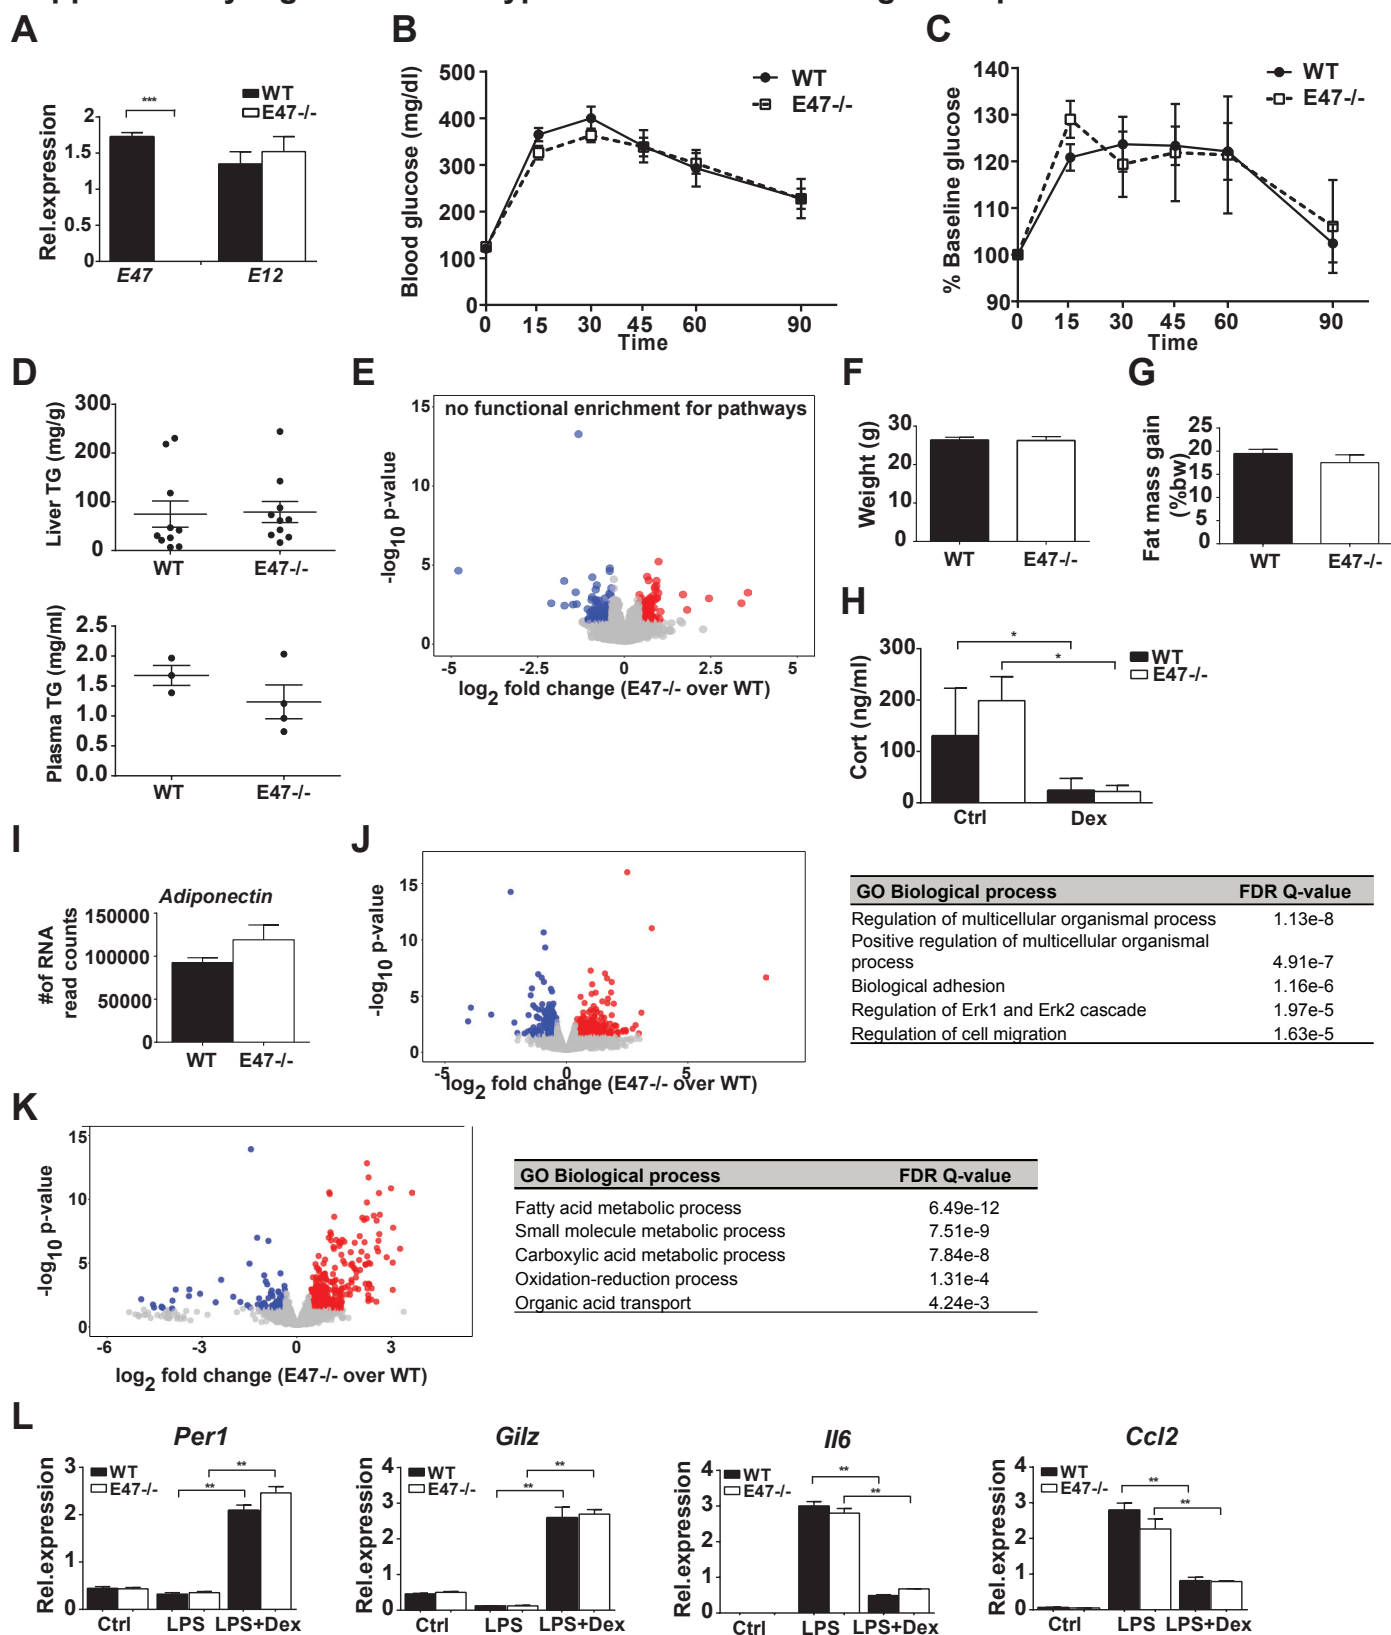 A
B
C
WT
E47-/-
***
Rel.expression
2
1.5
1
0.5
0
E47
E12
WT
E47-/-
Blood glucose (mg/dl)
500
400
300
200
100
0
0 15 30 45 60 90
Time
WT
E47-/-
% Baseline glucose
140
130
120
110
100
90
0 15 30 45 60 90
Time
D
E
F
G
Liver TG (mg/g)
300
200
100
0
WT E47-/-
Plasma TG (mg/ml)
2.5
2.0
1.5
1.0
0.5
0.0
WT E47-/-
no functional enrichment for pathways
-log10 p-value
15
10
5
0
-5 -2.5 0 2.5 5
log2 fold change (E47-/- over WT)
Weight (g)
30
20
10
0
WT E47-/-
Fat mass gain
(%bw)
25
20
15
10
5
0
WT E47-/-
H
WT
E47-/-
*
*
Cort (ng/ml)
300
200
100
0
Ctrl Dex
I
J
Adiponectin
#of RNA
read counts
150000
100000
50000
0
WT E47-/-
-log10 p-value
15
10
5
0
-5 0 5
log2 fold change (E47-/- over WT)
GO Biological process FDR Q-value
Regulation of multicellular organismal process 1.13e-8
Positive regulation of multicellular organismal
process 4.91e-7
Biological adhesion 1.16e-6
Regulation of Erk1 and Erk2 cascade 1.97e-5
Regulation of cell migration 1.63e-5
K
-log10 p-value
15
10
5
0
-6 -3 0 3
log2 fold change (E47-/- over WT)
GO Biological process FDR Q-value
Fatty acid metabolic process 6.49e-12
Small molecule metabolic process 7.51e-9
Carboxylic acid metabolic process 7.84e-8
Oxidation-reduction process 1.31e-4
Organic acid transport 4.24e-3
L
Per1
WT
E47-/-
**
**
Rel.expression
3
2
1
0
Ctrl LPS LPS+Dex
Gilz
WT
E47-/-
**
**
Rel.expression
4
3
2
1
0
Ctrl LPS LPS+Dex
Il6
WT
E47-/-
**
**
Rel.expression
4
3
2
1
0
Ctrl LPS LPS+Dex
Ccl2
WT
E47-/-
**
**
Rel.expression
4
3
2
1
0
Ctrl LPS LPS+Dex